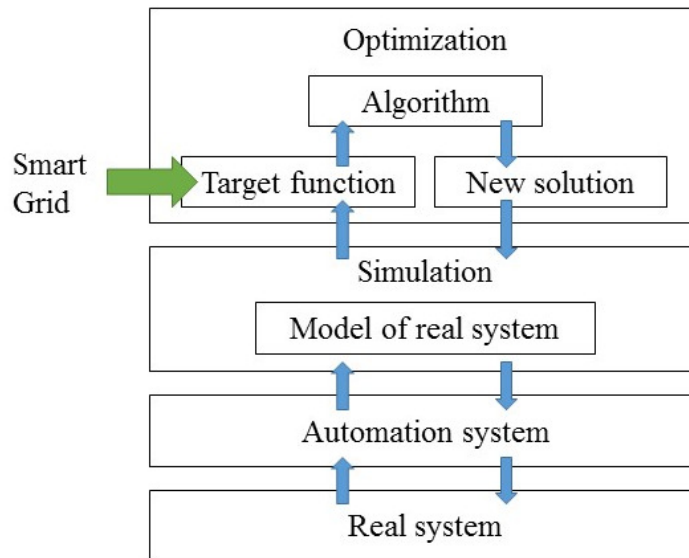 Optimization
Algorithm
Smart
Grid
Target function
New solution
Simulation
Model of real system
Automation system
Real system